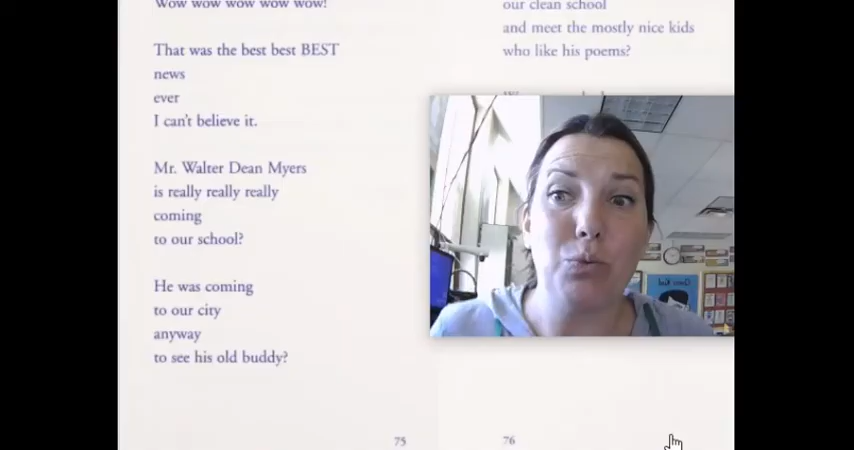 Wow wow wow wow wow!
That was the best best BEST
news
ever
I can't believe it.
Mr. Walter Dean Myers
is really really really
coming
to our school?
He was coming
to our city
anyway
to see his old buddy?
75
our clean school
and meet the mostly nice kids
who like his poems?
76